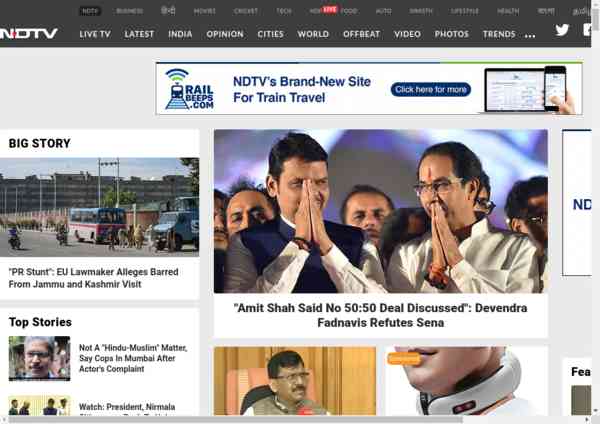 NDTV
BUSINESS
हिन्दी
MOVIES
CRICKET
TECH
HOP
LIVE
FOOD
AUTO
SWASTH
LIFESTYLE
HEALTH
বাংলা
NDTV
LIVE TV
LATEST
INDIA
OPINION
CITIES
WORLD
OFFBEAT
VIDEO
PHOTOS
TRENDS
RAIL
BEEPS
.COM
NDTV's Brand-New Site
For Train Travel
Click here for more
BIG STORY
"PR Stunt": EU Lawmaker Alleges Barred
From Jammu and Kashmir Visit
"Amit Shah Said No 50:50 Deal Discussed": Devendra
Fadnavis Refutes Sena
ND
Top Stories
Not A "Hindu-Muslim" Matter,
Say Cops In Mumbai After
Actor's Complaint
Watch: President, Nirmala
Sponsored
Fea